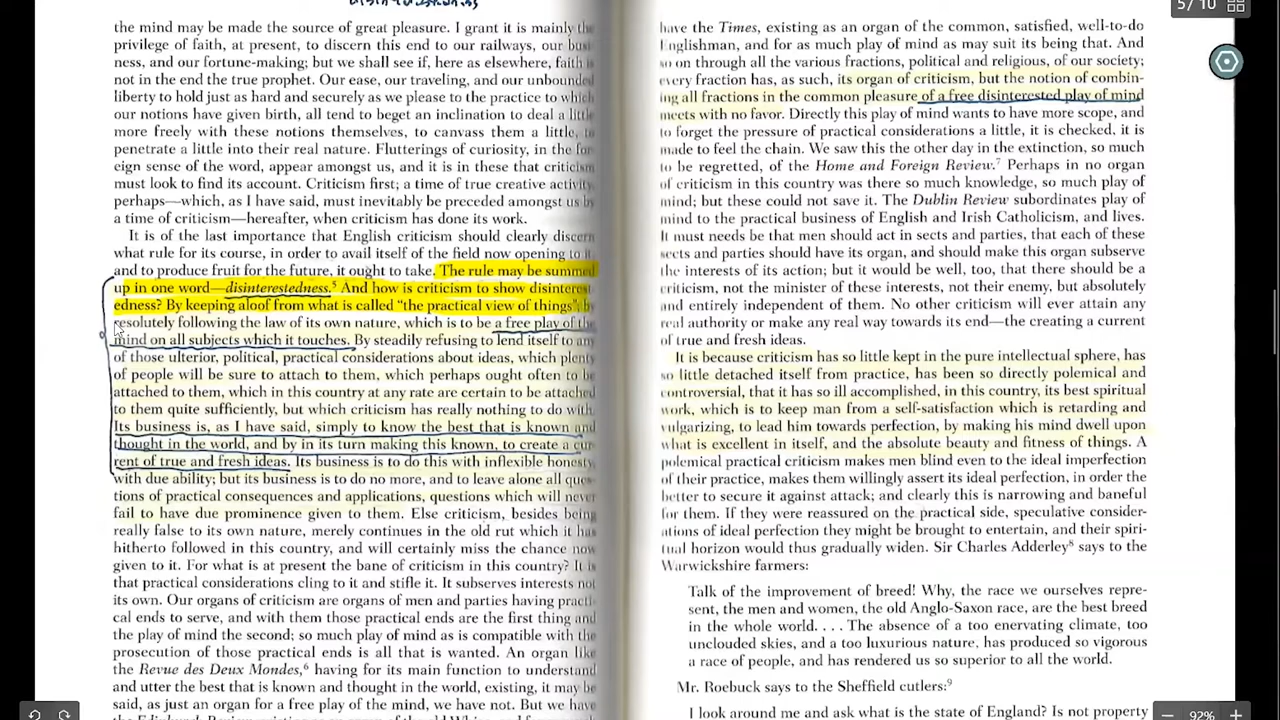 the mind may be made the source of great pleasure. I grant it is mainly the
privilege of faith, at present, to discern this end to our railways, our busi-
ness, and our fortune-making; but we shall see if, here as elsewhere, faith is
not in the end the true prophet. Our ease, our traveling, and our unbounded
liberty to hold just as hard and securely as we please to the practice to which
our notions have given birth, all tend to beget an inclination to deal a little
more freely with these notions themselves, to canvass them a little, to
penetrate a little into their real nature. Flutterings of curiosity, in the for-
eign sense of the word, appear amongst us, and it is in these that criticism
must look to find its account. Criticism first; a time of true creative activity,
perhaps—which, as I have said, must inevitably be preceded amongst us by
a time of criticism—hereafter, when criticism has done its work.
It is of the last importance that English criticism should clearly discern
what rule for its course, in order to avail itself of the field now opening to it,
and to produce fruit for the future, it ought to take. The rule may be summed
up in one word—disinterestedness.⁵ And how is criticism to show disinterest-
edness? By keeping aloof from what is called “the practical view of things”; by
resolutely following the law of its own nature, which is to be a free play of the
mind on all subjects which it touches. By steadily refusing to lend itself to any
of those ulterior, political, practical considerations about ideas, which plenty
of people will be sure to attach to them, which perhaps ought often to be
attached to them, which in this country at any rate are certain to be attached
to them quite sufficiently, but which criticism has really nothing to do with.
Its business is, as I have said, simply to know the best that is known and
thought in the world, and by in its turn making this known, to create a cur-
rent of true and fresh ideas. Its business is to do this with inflexible honesty,
with due ability; but its business is to do no more, and to leave alone all ques-
tions of practical consequences and applications, questions which will never
fail to have due prominence given to them. Else criticism, besides being
really false to its own nature, merely continues in the old rut which it has
hitherto followed in this country, and will certainly miss the chance now
given to it. For what is at present the bane of criticism in this country? It is
that practical considerations cling to it and stifle it. It subserves interests not
its own. Our organs of criticism are organs of men and parties having practi-
cal ends to serve, and with them those practical ends are the first thing and
the play of mind the second; so much play of mind as is compatible with the
prosecution of those practical ends is all that is wanted. An organ like
the Revue des Deux Mondes,⁶ having for its main function to understand
and utter the best that is known and thought in the world, existing, it may be
said, as just an organ for a free play of the mind, we have not. But we have
5/10
have the Times, existing as an organ of the common, satisfied, well-to-do
Englishman, and for as much play of mind as may suit its being that. And
so on through all the various fractions, political and religious, of our society;
every fraction has, as such, its organ of criticism, but the notion of combin-
ing all fractions in the common pleasure of a free disinterested play of mind
meets with no favor. Directly this play of mind wants to have more scope, and
to forget the pressure of practical considerations a little, it is checked, it is
made to feel the chain. We saw this the other day in the extinction, so much
to be regretted, of the Home and Foreign Review.⁷ Perhaps in no organ
of criticism in this country was there so much knowledge, so much play of
mind; but these could not save it. The Dublin Review subordinates play of
mind to the practical business of English and Irish Catholicism, and lives.
It must needs be that men should act in sects and parties, that each of these
sects and parties should have its organ, and should make this organ subserve
the interests of its action; but it would be well, too, that there should be a
criticism, not the minister of these interests, not their enemy, but absolutely
and entirely independent of them. No other criticism will ever attain any
real authority or make any real way towards its end—the creating a current
of true and fresh ideas.
It is because criticism has so little kept in the pure intellectual sphere, has
so little detached itself from practice, has been so directly polemical and
controversial, that it has so ill accomplished, in this country, its best spiritual
work, which is to keep man from a self-satisfaction which is retarding and
vulgarizing, to lead him towards perfection, by making his mind dwell upon
what is excellent in itself, and the absolute beauty and fitness of things. A
polemical practical criticism makes men blind even to the ideal imperfection
of their practice, makes them willingly assert its ideal perfection, in order the
better to secure it against attack; and clearly this is narrowing and baneful
for them. If they were reassured on the practical side, speculative consider-
ations of ideal perfection they might be brought to entertain, and their spiri-
tual horizon would thus gradually widen. Sir Charles Adderley⁸ says to the
Warwickshire farmers:
Talk of the improvement of breed! Why, the race we ourselves repre-
sent, the men and women, the old Anglo-Saxon race, are the best breed
in the whole world. . . . The absence of a too enervating climate, too
unclouded skies, and a too luxurious nature, has produced so vigorous
a race of people, and has rendered us so superior to all the world.
Mr. Roebuck says to the Sheffield cutlers:⁹
I look around me and ask what is the state of England? Is not property
92%